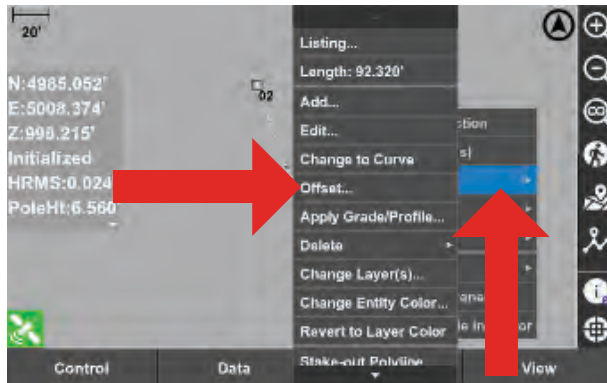 20'
N:4985.052'
E:5008.374'
Z:998.215'
Initialized
HRMS:0.024
PoleHt:6.560
02
Listing...
Length: 92.320'
Add...
Edit...
Change to Curve
Offset...
Apply Grade/Profile...
Delete
Change Layer(s)...
Change Entity Color...
Revert to Layer Color
Stake-out Polyline
Control
Data
View